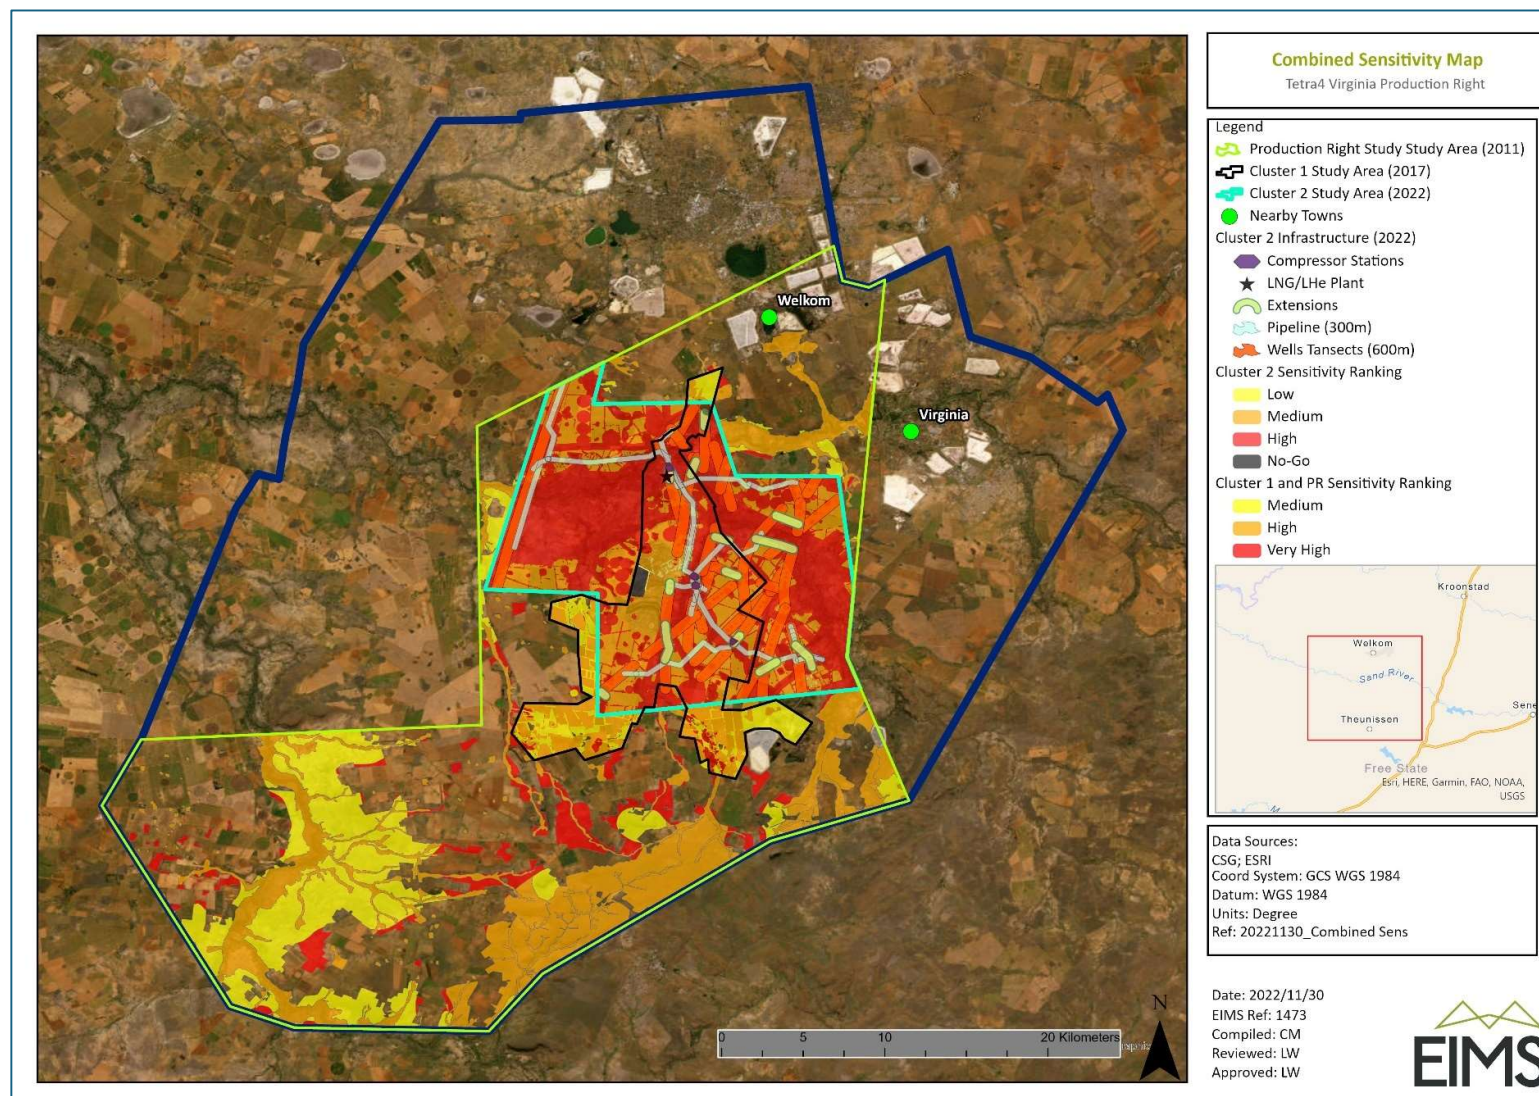 Combined Sensitivity Map
Tetra4 Virginia Production Right
Legend
Production Right Study Study Area (2011)
Cluster 1 Study Area (2017)
Cluster 2 Study Area (2022)
Nearby Towns
Cluster 2 Infrastructure (2022)
Compressor Stations
LNG/LHe Plant
Extensions
Pipeline (300m)
Wells Tansects (600m)
Cluster 2 Sensitivity Ranking
Low
Medium
High
No-Go
Cluster 1 and PR Sensitivity Ranking
Medium
High
Very High
Welkom
Virginia
N
0 5 10 20 Kilometers
Kroonstad
Welkom
Sand River
Theunissen
Sene
Free State
Esri, HERE, Garmin, FAO, NOAA,
USGS
Data Sources:
CSG; ESRI
Coord System: GCS WGS 1984
Datum: WGS 1984
Units: Degree
Ref: 20221130_Combined Sens
Date: 2022/11/30
EIMS Ref: 1473
Compiled: CM
Reviewed: LW
Approved: LW
EIMS